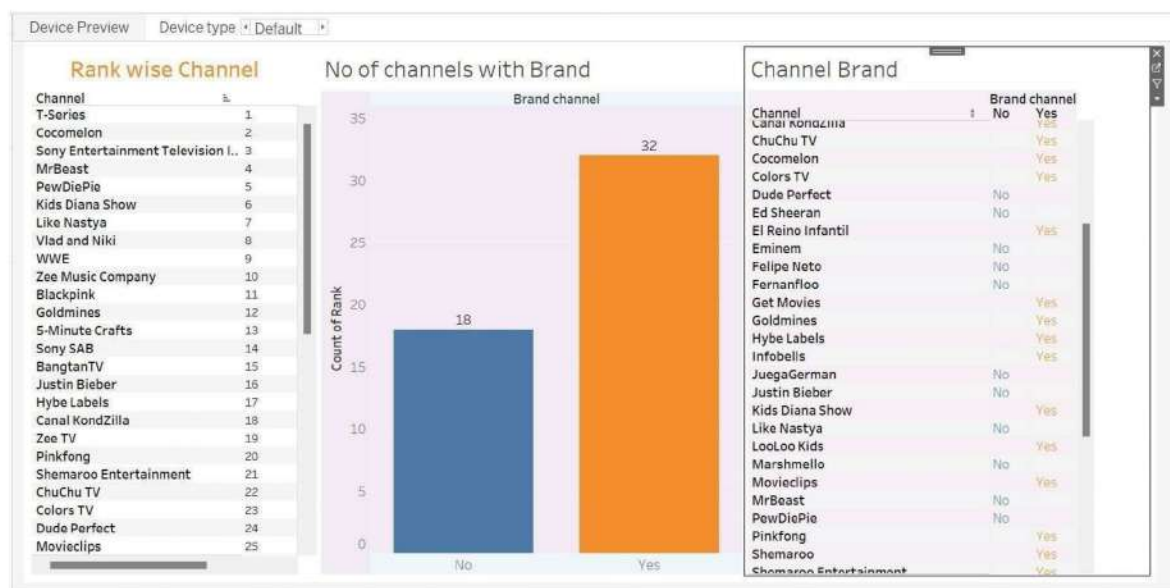 Device Preview Device type Default
Rank wise Channel
Channel
T-Series 1
Cocomelon 2
Sony Entertainment Television I.. 3
MrBeast 4
PewDiePie 5
Kids Diana Show 6
Like Nastya 7
Vlad and Niki 8
WWE 9
Zee Music Company 10
Blackpink 11
Goldmines 12
5-Minute Crafts 13
Sony SAB 14
BangtanTV 15
Justin Bieber 16
Hybe Labels 17
Canal KondZilla 18
Zee TV 19
Pinkfong 20
Shemaroo Entertainment 21
ChuChu TV 22
Colors TV 23
Dude Perfect 24
Movieclips 25
No of channels with Brand
Brand channel
Count of Rank
35
30
25
20
15
10
5
0
18
32
No Yes
Channel Brand
Brand channel
Channel No Yes
Canal KondZilla Yes
ChuChu TV Yes
Cocomelon Yes
Colors TV Yes
Dude Perfect No
Ed Sheeran No
El Reino Infantil Yes
Eminem No
Felipe Neto No
Fernanfloo No
Get Movies Yes
Goldmines Yes
Hybe Labels Yes
Infobells Yes
JuegaGerman No
Justin Bieber No
Kids Diana Show Yes
Like Nastya No
LooLoo Kids Yes
Marshmello No
Movieclips Yes
MrBeast No
PewDiePie No
Pinkfong Yes
Shemaroo Yes
Shemaroo Entertainment Yes